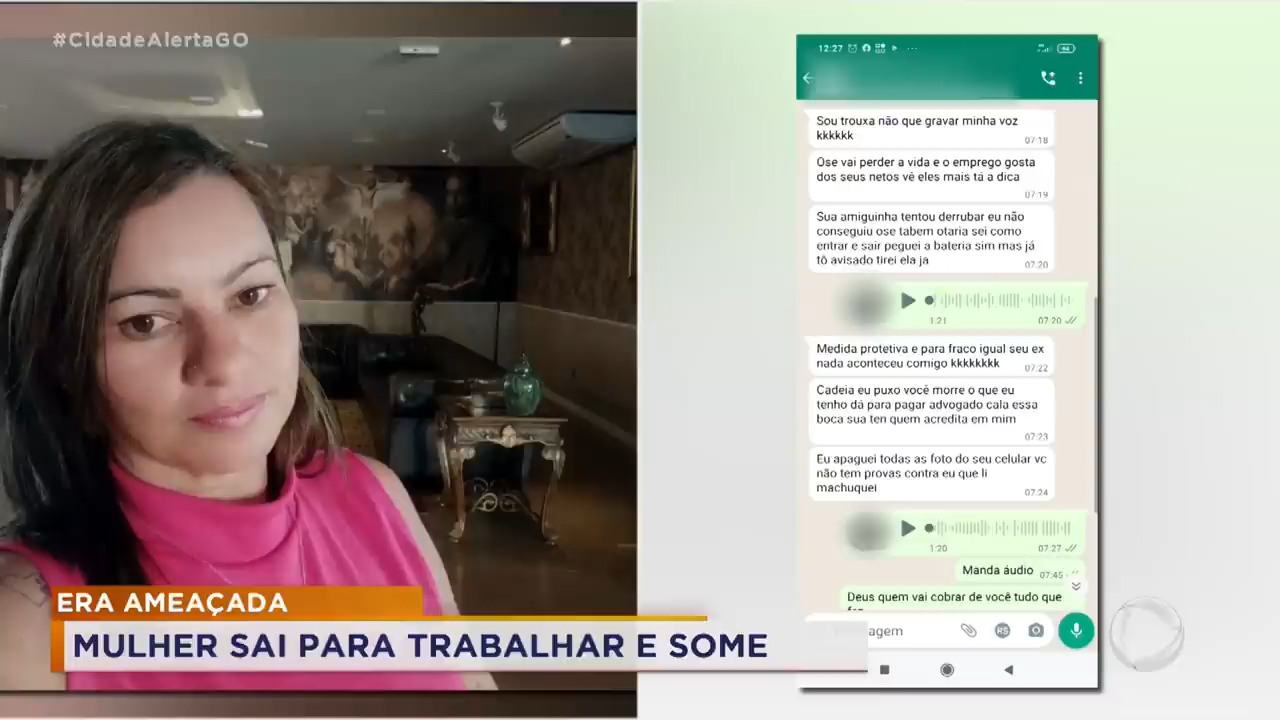 #CIdadeAlertaGO
ERA AMEAÇADA
MULHER SAI PARA TRABALHAR E SOME
12:27
64
Sou trouxa não que gravar minha voz
kkkkkk
07:18
Ose vai perder a vida e o emprego gosta
dos seus netos vê eles mais tá a dica
07:19
Sua amiguinha tentou derrubar eu não
conseguiu ose tabem otaria sei como
entrar e sair peguei a bateria sim mas já
tô avisado tirei ela ja
07:20
1:21
07:20
Medida protetiva e para fraco igual seu ex
nada aconteceu comigo kkkkkkkk
07:22
Cadeia eu puxo você morre o que eu
tenho dá para pagar advogado cala essa
boca sua ten quem acredita em mim
07:23
Eu apaguei todas as foto do seu celular vc
não tem provas contra eu que li
machuquei
07:24
1:20
07:27
Manda áudio
07:45
Deus quem vai cobrar de você tudo que
agem
R$